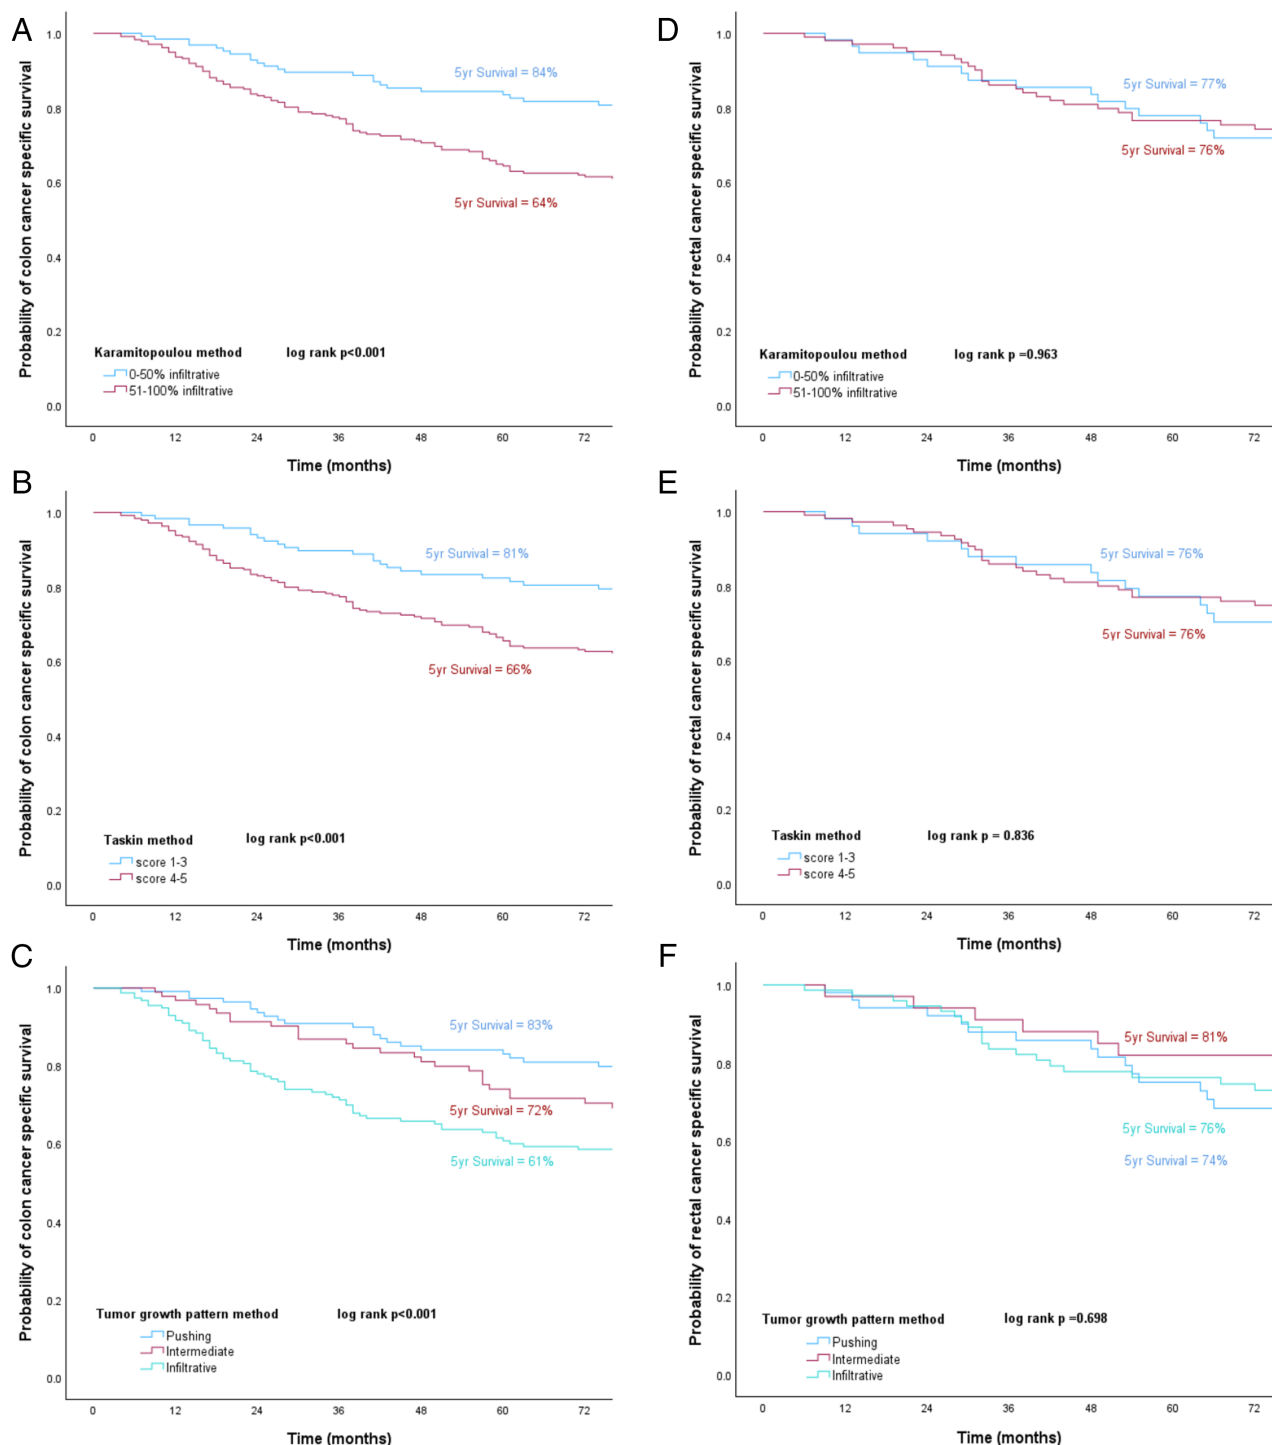 A
Probability of colon cancer specific survival
1.0
0.8
0.6
0.4
0.2
0.0
5yr Survival = 84%
5yr Survival = 64%
Karamitopoulou method
log rank p<0.001
0-50% infiltrative
51-100% infiltrative
0 12 24 36 48 60 72
Time (months)
D
Probability of rectal cancer specific survival
1.0
0.8
0.6
0.4
0.2
0.0
5yr Survival = 77%
5yr Survival = 76%
Karamitopoulou method
log rank p =0.963
0-50% infiltrative
51-100% infiltrative
0 12 24 36 48 60 72
Time (months)
B
Probability of colon cancer specific survival
1.0
0.8
0.6
0.4
0.2
0.0
5yr Survival = 81%
5yr Survival = 66%
Taskin method
log rank p<0.001
score 1-3
score 4-5
0 12 24 36 48 60 72
Time (months)
E
Probability of rectal cancer specific survival
1.0
0.8
0.6
0.4
0.2
0.0
5yr Survival = 76%
5yr Survival = 76%
Taskin method
log rank p = 0.836
score 1-3
score 4-5
0 12 24 36 48 60 72
Time (months)
C
Probability of colon cancer specific survival
1.0
0.8
0.6
0.4
0.2
0.0
5yr Survival = 83%
5yr Survival = 72%
5yr Survival = 61%
Tumor growth pattern method
log rank p<0.001
Pushing
Intermediate
Infiltrative
0 12 24 36 48 60 72
Time (months)
F
Probability of rectal cancer specific survival
1.0
0.8
0.6
0.4
0.2
0.0
5yr Survival = 81%
5yr Survival = 76%
5yr Survival = 74%
Tumor growth pattern method
log rank p =0.698
Pushing
Intermediate
Infiltrative
0 12 24 36 48 60 72
Time (months)